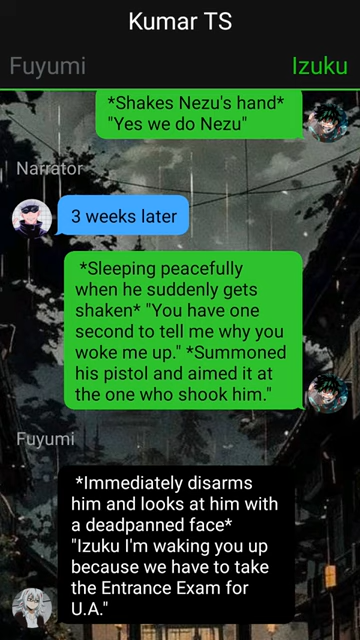 Kumar TS
Fuyumi
Izuku
*Shakes Nezu's hand*
"Yes we do Nezu"
Narrator
3 weeks later
*Sleeping peacefully
when he suddenly gets
shaken* "You have one
second to tell me why you
woke me up." *Summoned
his pistol and aimed it at
the one who shook him."
Fuyumi
*Immediately disarms
him and looks at him with
a deadpanned face*
"Izuku I'm waking you up
because we have to take
the Entrance Exam for
U.A."